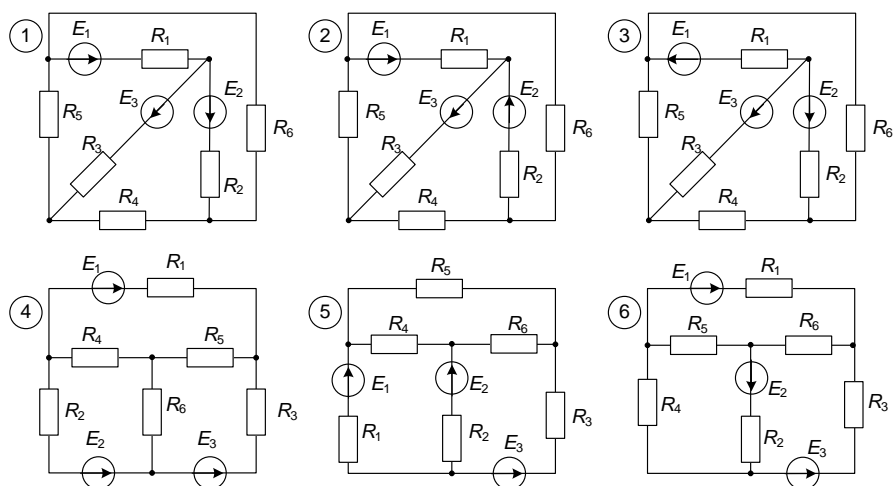 1 E1 R1
R5 E3 E2 R6
R3 R2
R4
2 E1 R1
R5 E3 E2 R6
R3 R2
R4
3 E1 R1
R5 E3 E2 R6
R3 R2
R4
4 E1 R1
R4 R5
R2 R6 R3
E2 E3
5 R5
R4 R6
E1 E2
R1 R2 R3
E3
6 E1 R1
R5 R6
R4 E2 R3
R2
E3